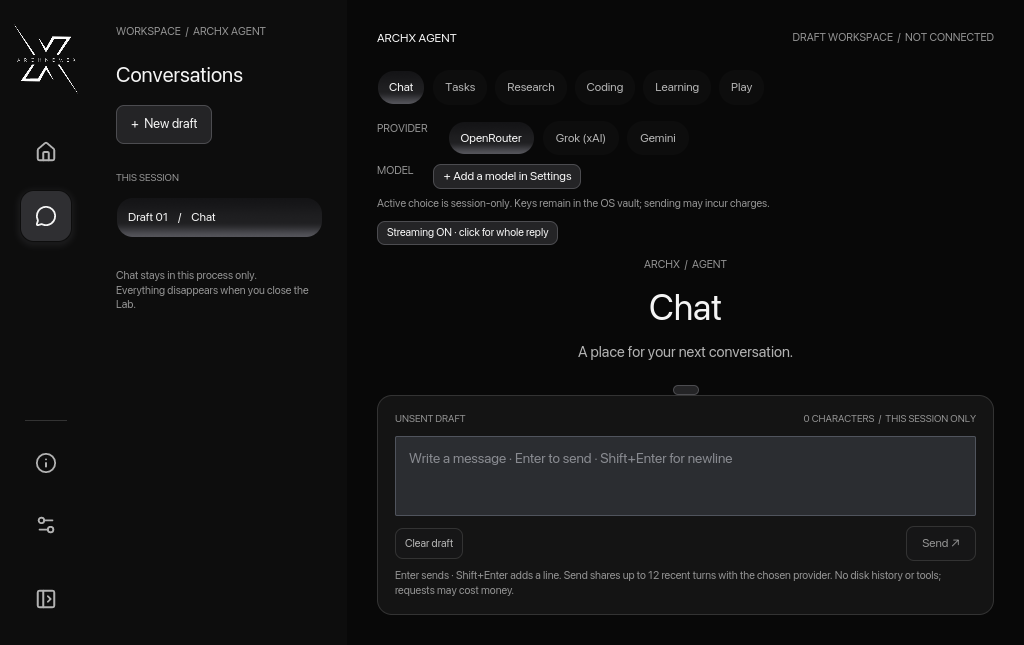 ARCHNEMEX
WORKSPACE / ARCHX AGENT
Conversations
+ New draft
THIS SESSION
Draft 01 / Chat
Chat stays in this process only.
Everything disappears when you close the
Lab.
ARCHX AGENT
DRAFT WORKSPACE / NOT CONNECTED
Chat Tasks Research Coding Learning Play
PROVIDER OpenRouter Grok (xAI) Gemini
MODEL + Add a model in Settings
Active choice is session-only. Keys remain in the OS vault; sending may incur charges.
Streaming ON · click for whole reply
ARCHX / AGENT
Chat
A place for your next conversation.
UNSENT DRAFT
0 CHARACTERS / THIS SESSION ONLY
Write a message · Enter to send · Shift+Enter for newline
Clear draft
Send ↗
Enter sends · Shift+Enter adds a line. Send shares up to 12 recent turns with the chosen provider. No disk history or tools;
requests may cost money.